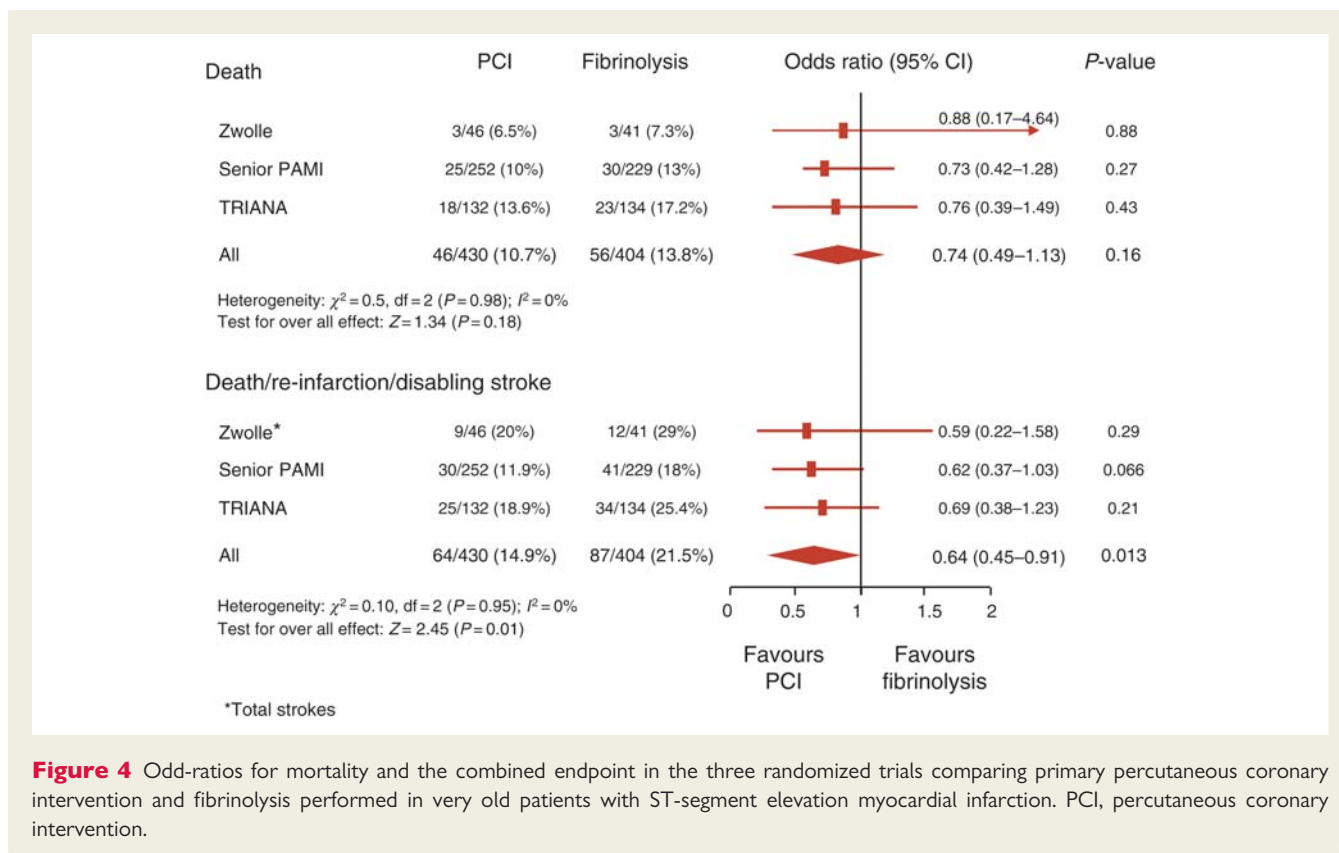 Death PCI Fibrinolysis Odds ratio (95% CI) P-value
Zwolle 3/46 (6.5%) 3/41 (7.3%) 0.88 (0.17–4.64) 0.88
Senior PAMI 25/252 (10%) 30/229 (13%) 0.73 (0.42–1.28) 0.27
TRIANA 18/132 (13.6%) 23/134 (17.2%) 0.76 (0.39–1.49) 0.43
All 46/430 (10.7%) 56/404 (13.8%) 0.74 (0.49–1.13) 0.16
Heterogeneity: χ² = 0.5, df = 2 (P = 0.98); I² = 0%
Test for over all effect: Z = 1.34 (P = 0.18)
Death/re-infarction/disabling stroke
Zwolle* 9/46 (20%) 12/41 (29%) 0.59 (0.22–1.58) 0.29
Senior PAMI 30/252 (11.9%) 41/229 (18%) 0.62 (0.37–1.03) 0.066
TRIANA 25/132 (18.9%) 34/134 (25.4%) 0.69 (0.38–1.23) 0.21
All 64/430 (14.9%) 87/404 (21.5%) 0.64 (0.45–0.91) 0.013
Heterogeneity: χ² = 0.10, df = 2 (P = 0.95); I² = 0%
Test for over all effect: Z = 2.45 (P = 0.01)
0 0.5 1 1.5 2
Favours Favours
PCI fibrinolysis
*Total strokes
Figure 4 Odd-ratios for mortality and the combined endpoint in the three randomized trials comparing primary percutaneous coronary
intervention and fibrinolysis performed in very old patients with ST-segment elevation myocardial infarction. PCI, percutaneous coronary
intervention.